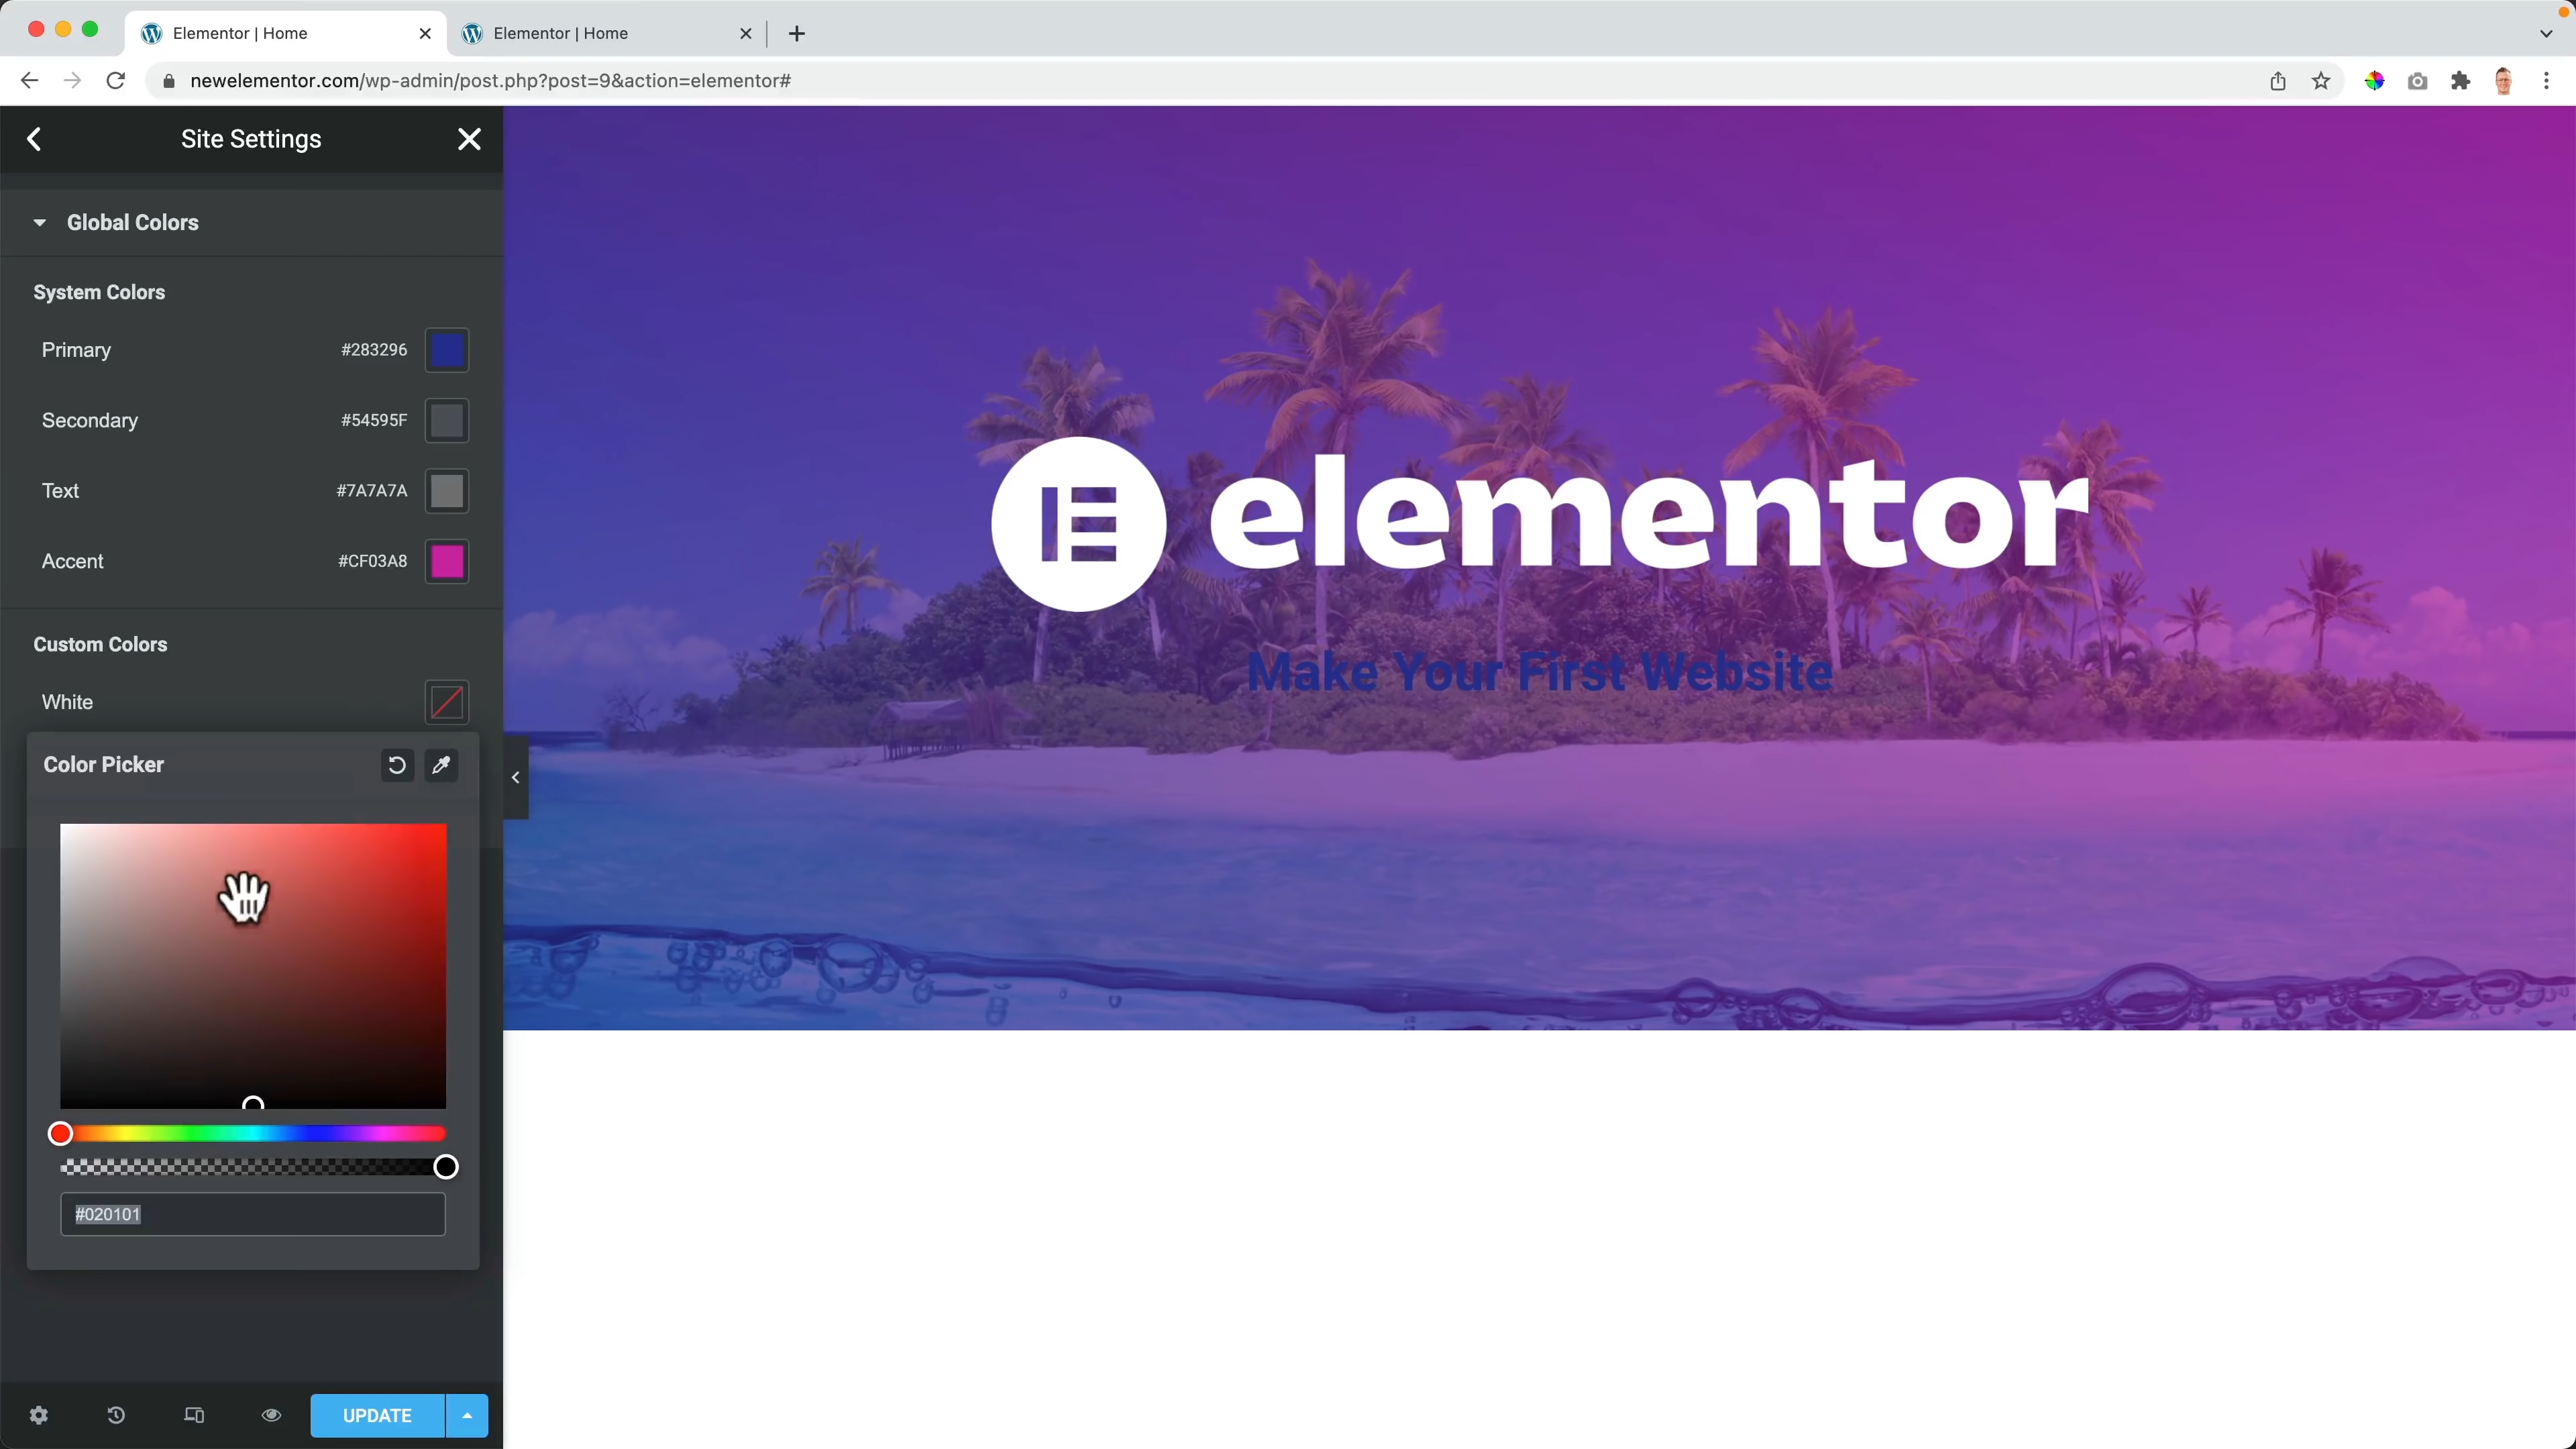 Elementor | Home
Elementor | Home
newelementor.com/wp-admin/post.php?post=9&action=elementor#
Site Settings
Global Colors
System Colors
Primary #283296
Secondary #54595F
Text #7A7A7A
Accent #CF03A8
Custom Colors
White
Color Picker
#020101
UPDATE
elementor
Make Your First Website